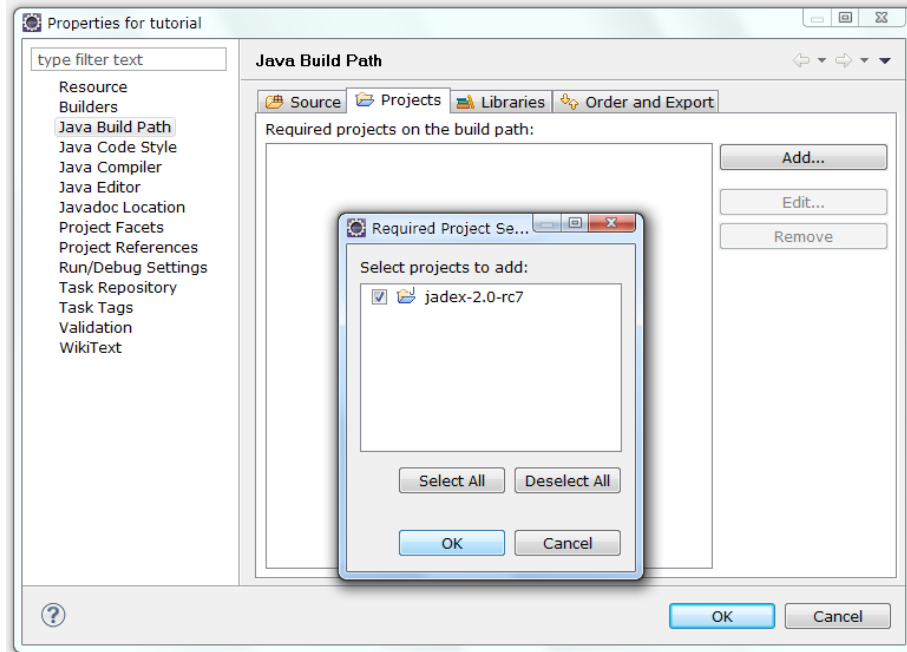 Properties for tutorial
type filter text
Java Build Path
Resource
Builders
Java Build Path
Java Code Style
Java Compiler
Java Editor
Javadoc Location
Project Facets
Project References
Run/Debug Settings
Task Repository
Task Tags
Validation
WikiText
Source Projects Libraries Order and Export
Required projects on the build path:
Add...
Edit...
Remove
Required Project Se...
Select projects to add:
jadex-2.0-rc7
Select All Deselect All
OK Cancel
OK Cancel